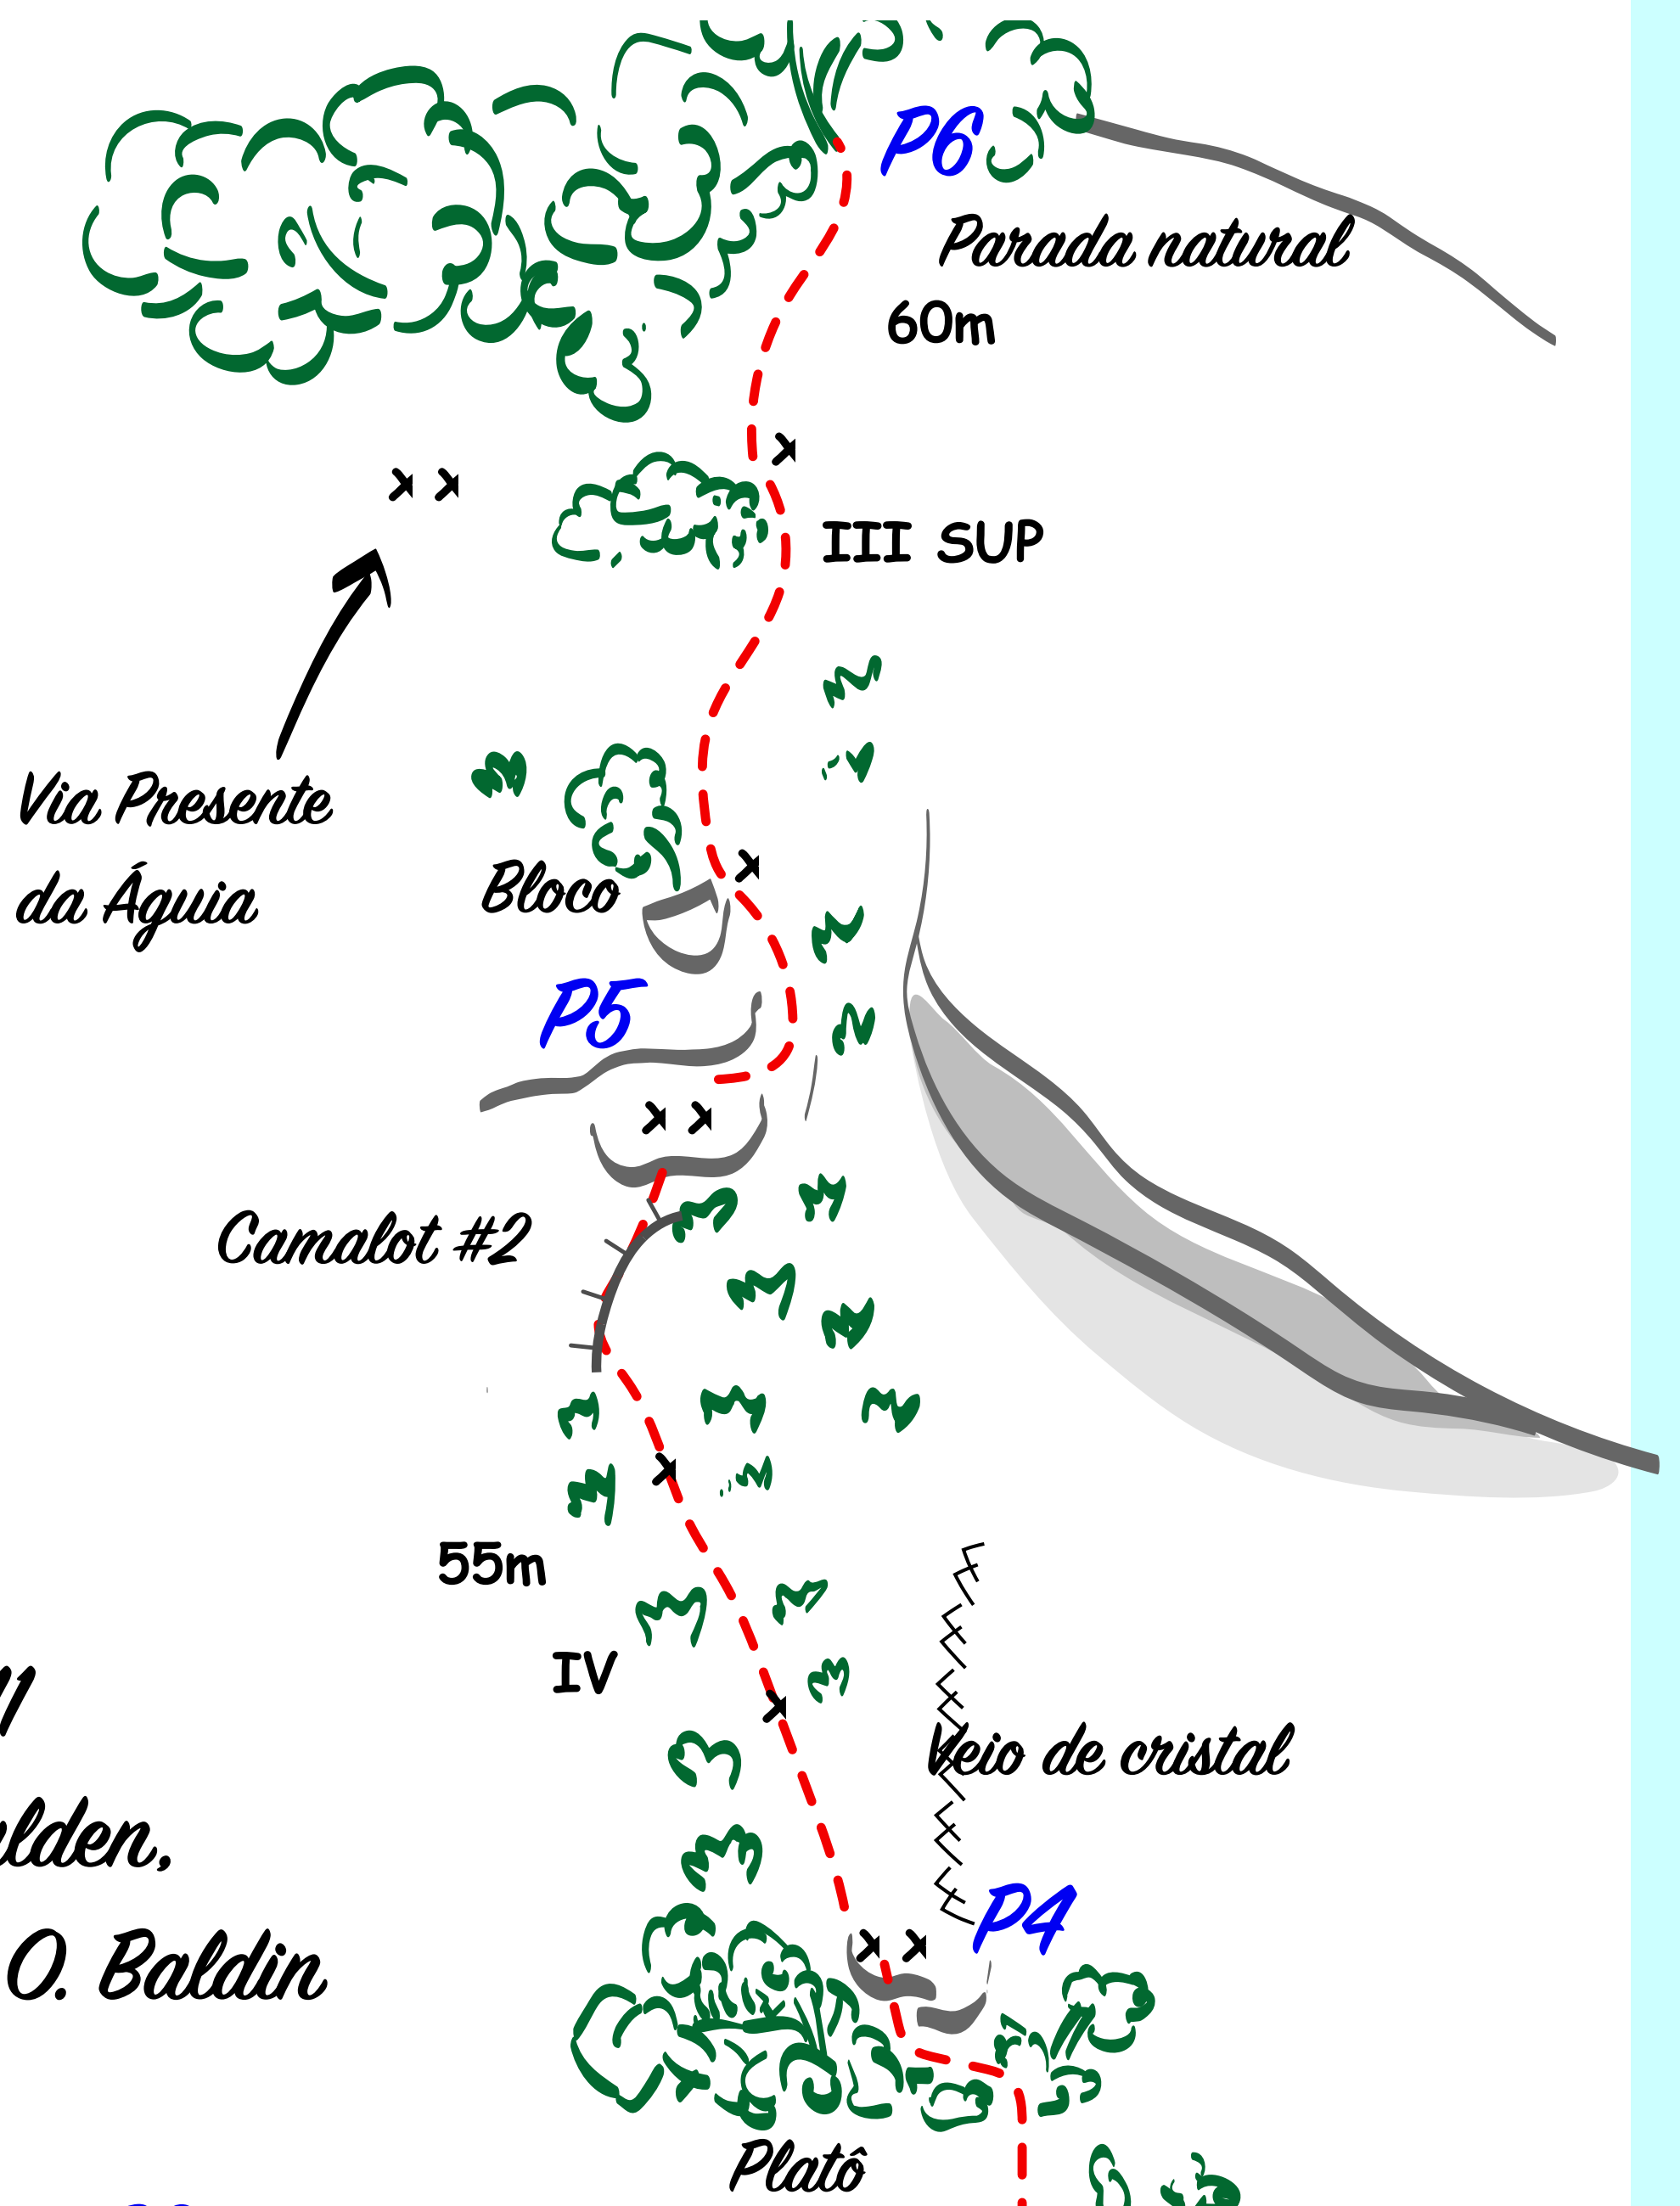 P6
Parada natural
60m
III SUP
Via Presente
da Águia
Bloco
P5
Camalot #2
55m
IV
Veio de cristal
P4
O. Baldin
Platô